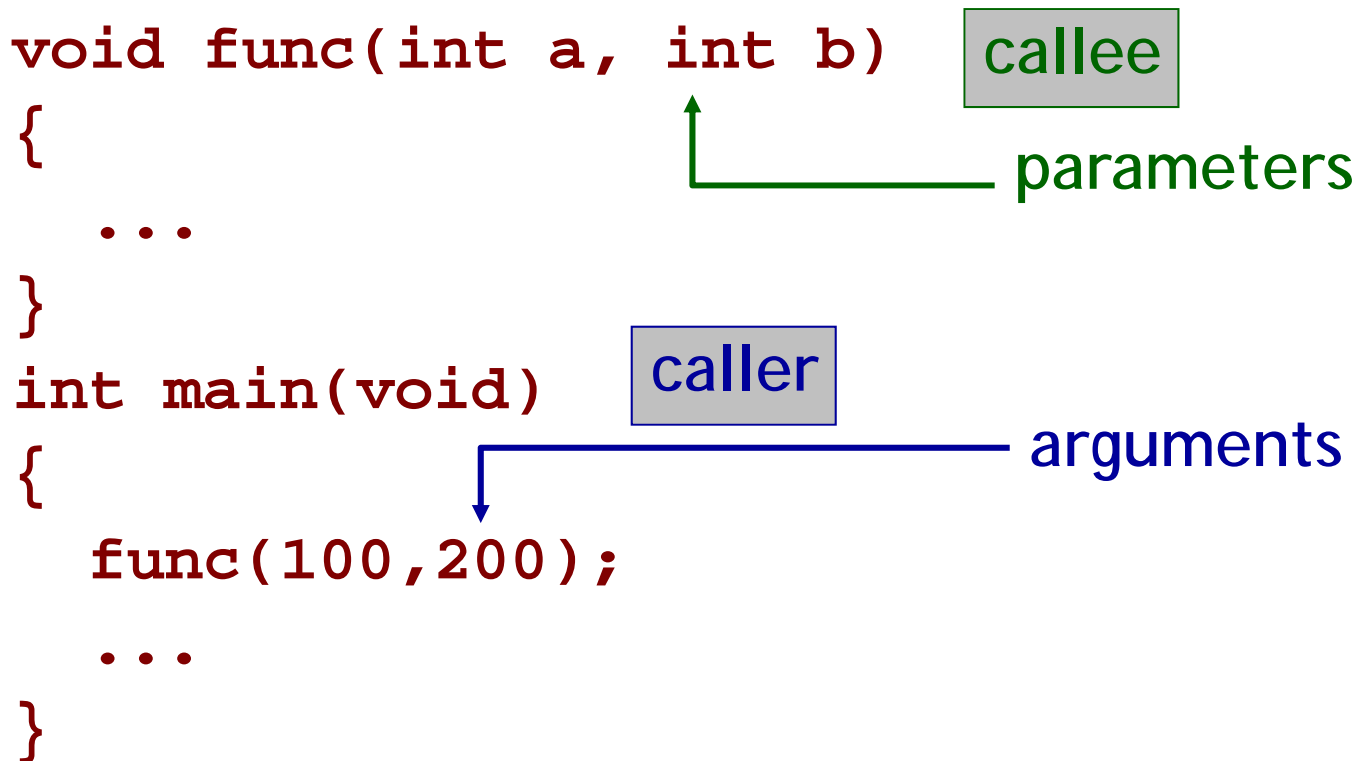 void func(int a, int b)
callee
{
parameters
...
}
caller
int main(void)
arguments
{
func(100,200);
...
}